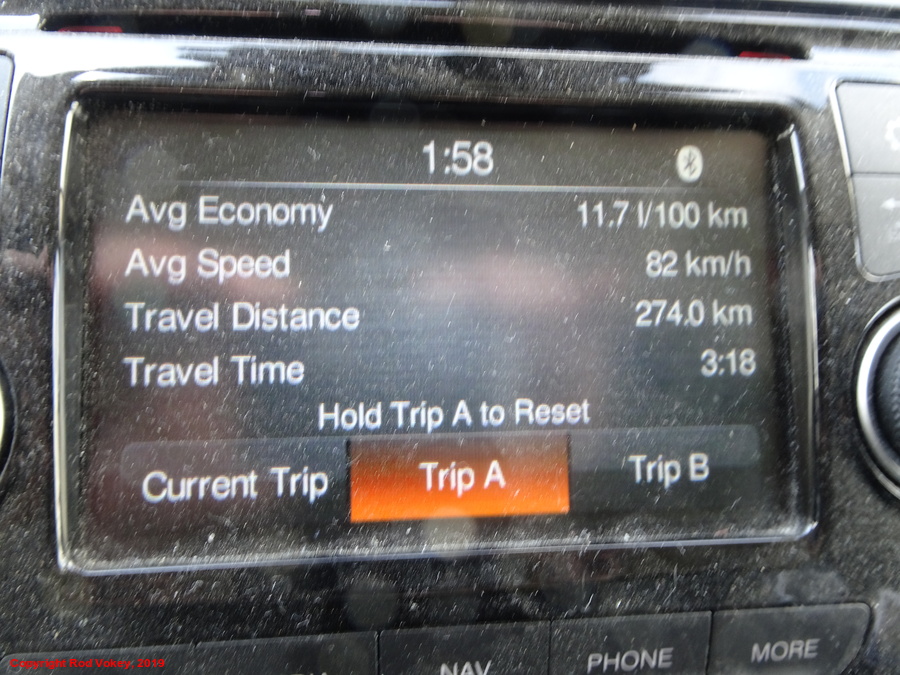 1:58
Avg Economy 11.7 l/100 km
Avg Speed 82 km/h
Travel Distance 274.0 km
Travel Time 3:18
Hold Trip A to Reset
Current Trip Trip A Trip B
NAV PHONE MORE
Copyright Rod Vokey, 2019